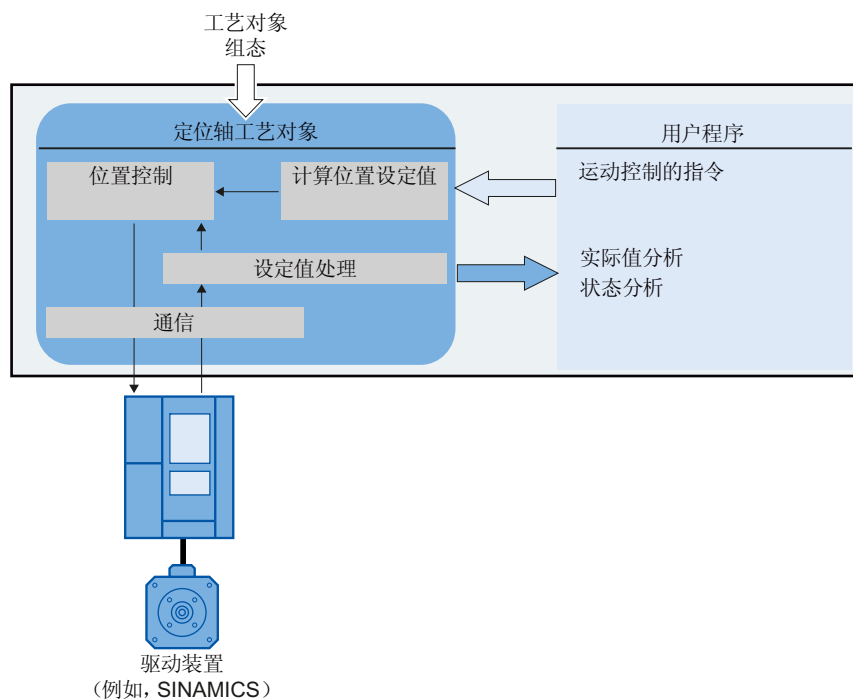 工艺对象
组态
定位轴工艺对象
用户程序
位置控制
计算位置设定值
运动控制的指令
设定值处理
实际值分析
状态分析
通信
驱动装置
（例如，SINAMICS）